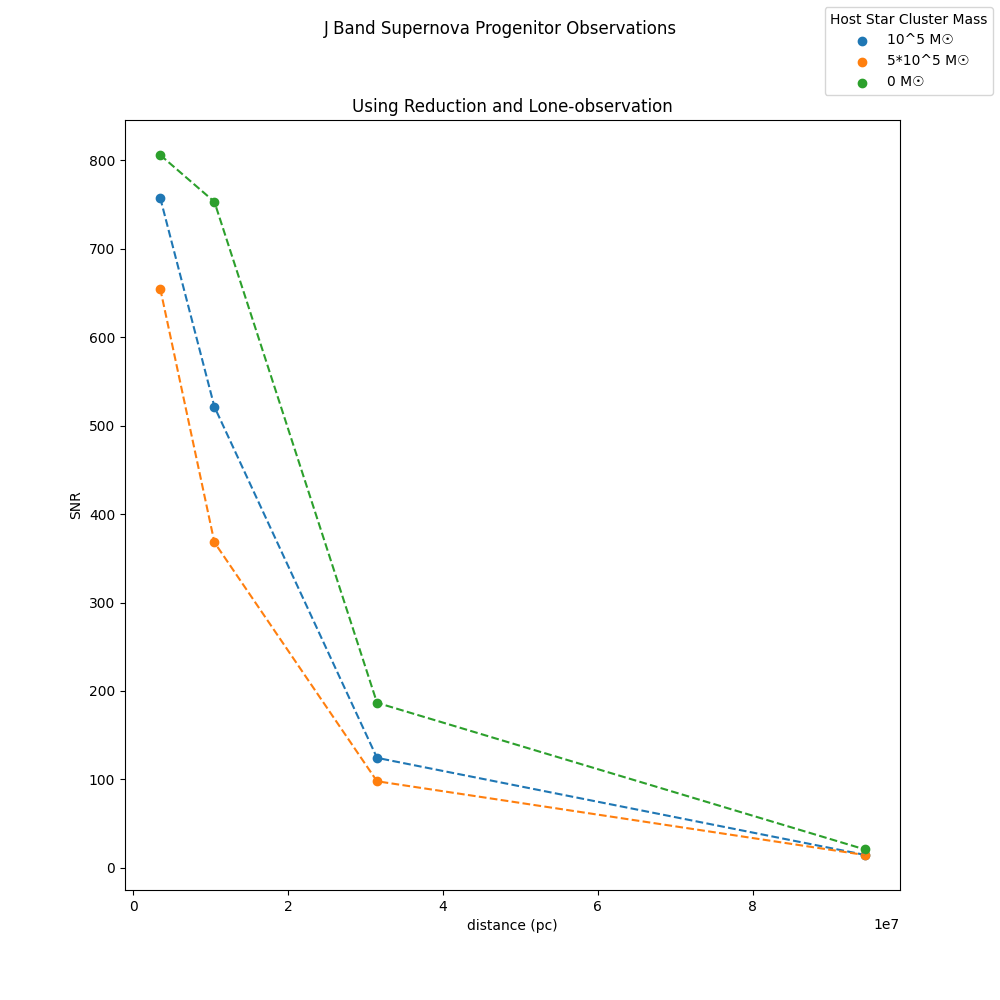 J Band Supernova Progenitor Observations
Host Star Cluster Mass
10^5 M☉
5*10^5 M☉
0 M☉
Using Reduction and Lone-observation
800
700
600
500
400
300
200
100
0
SNR
0 2 4 6 8
1e7
distance (pc)